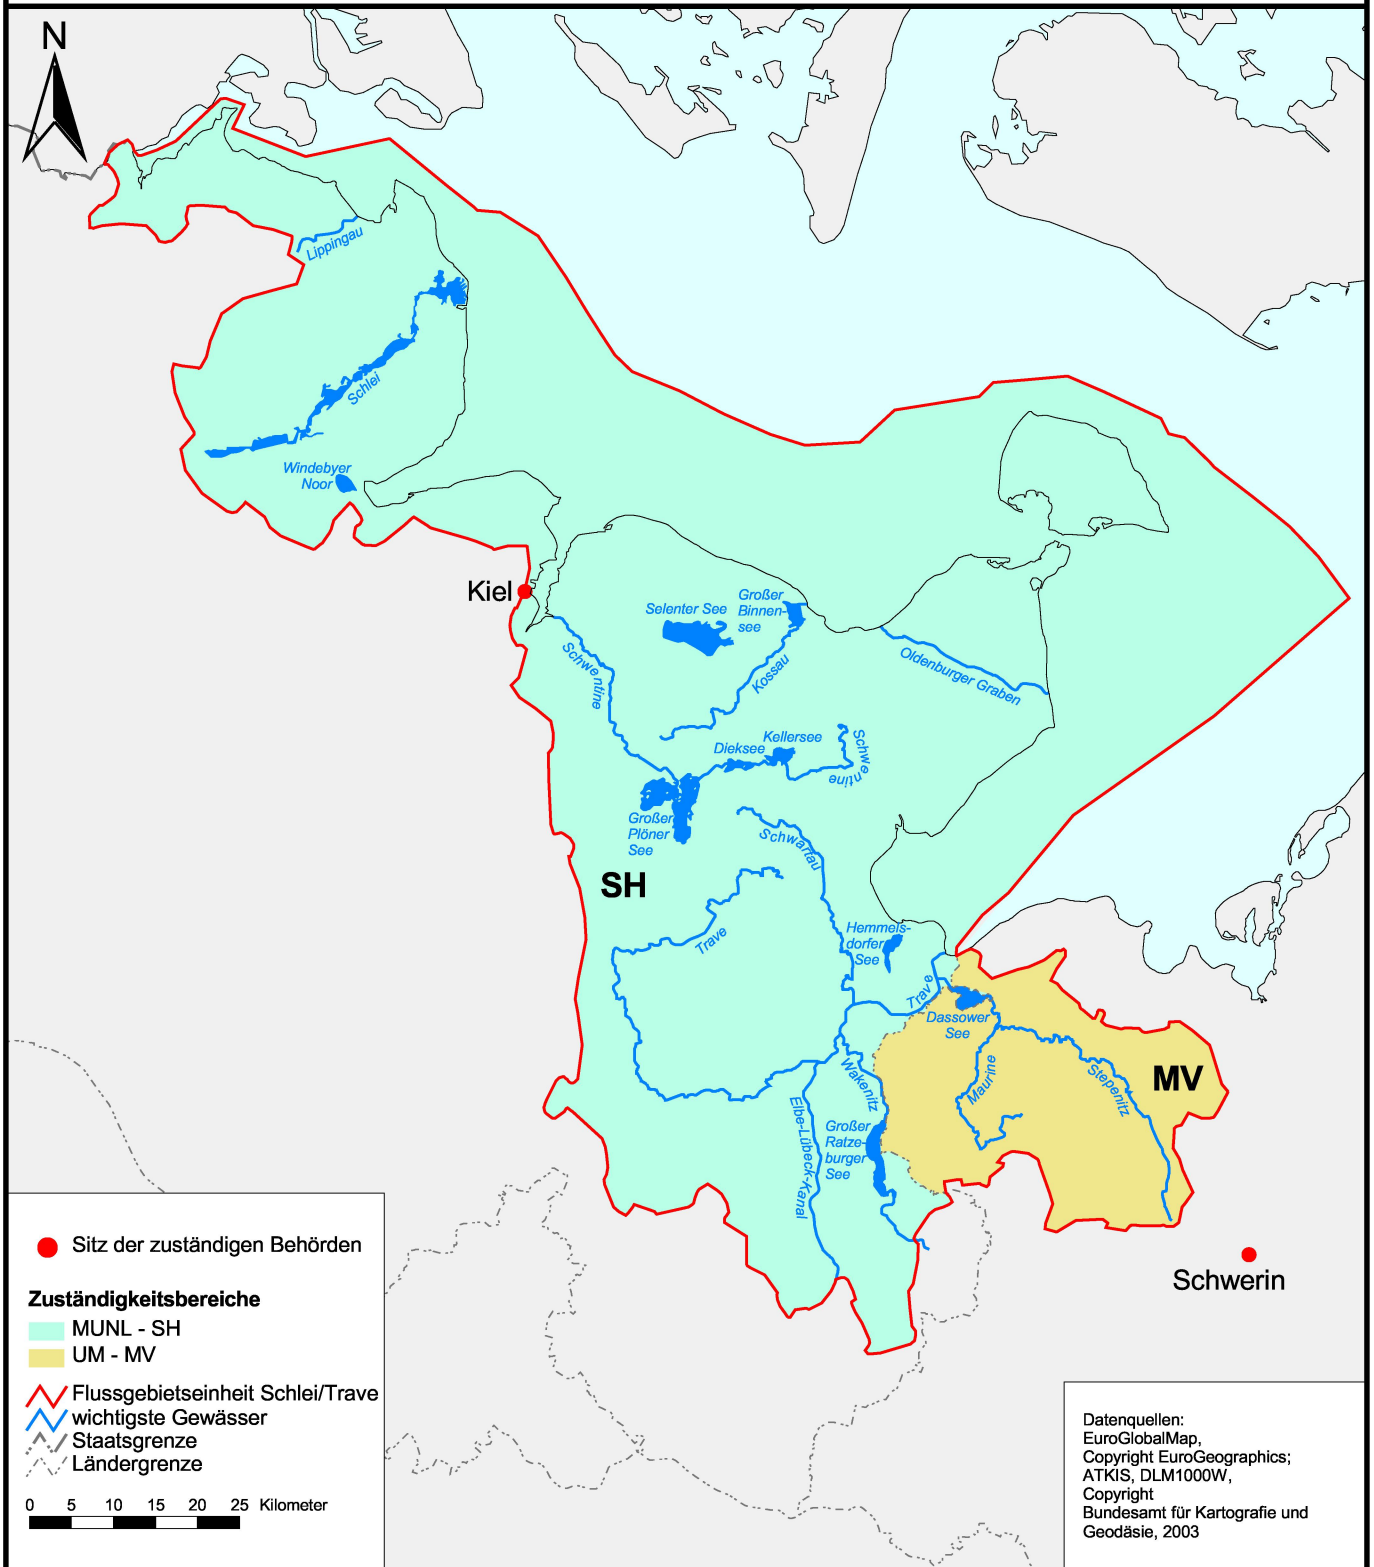 N
Lippingau
Schlei
Windebyer
Noor
Kiel
Selenter See
Großer
Binnen-
see
Schwentine
Kossau
Oldenburger Graben
Dieksee
Kellersee
Schwentine
Großer
Plöner
See
Schwartau
SH
Trave
Hemmels-
dorfer
See
Trave
Dassower
See
MV
Wakenitz
Maurine
Stepenitz
Elbe-Lübeck-Kanal
Großer
Ratze-
burger
See
Schwerin
Sitz der zuständigen Behörden
Zuständigkeitsbereiche
MUNL - SH
UM - MV
Flussgebietseinheit Schlei/Trave
wichtigste Gewässer
Staatsgrenze
Ländergrenze
0 5 10 15 20 25 Kilometer
Datenquellen:
EuroGlobalMap,
Copyright EuroGeographics;
ATKIS, DLM1000W,
Copyright
Bundesamt für Kartografie und
Geodäsie, 2003